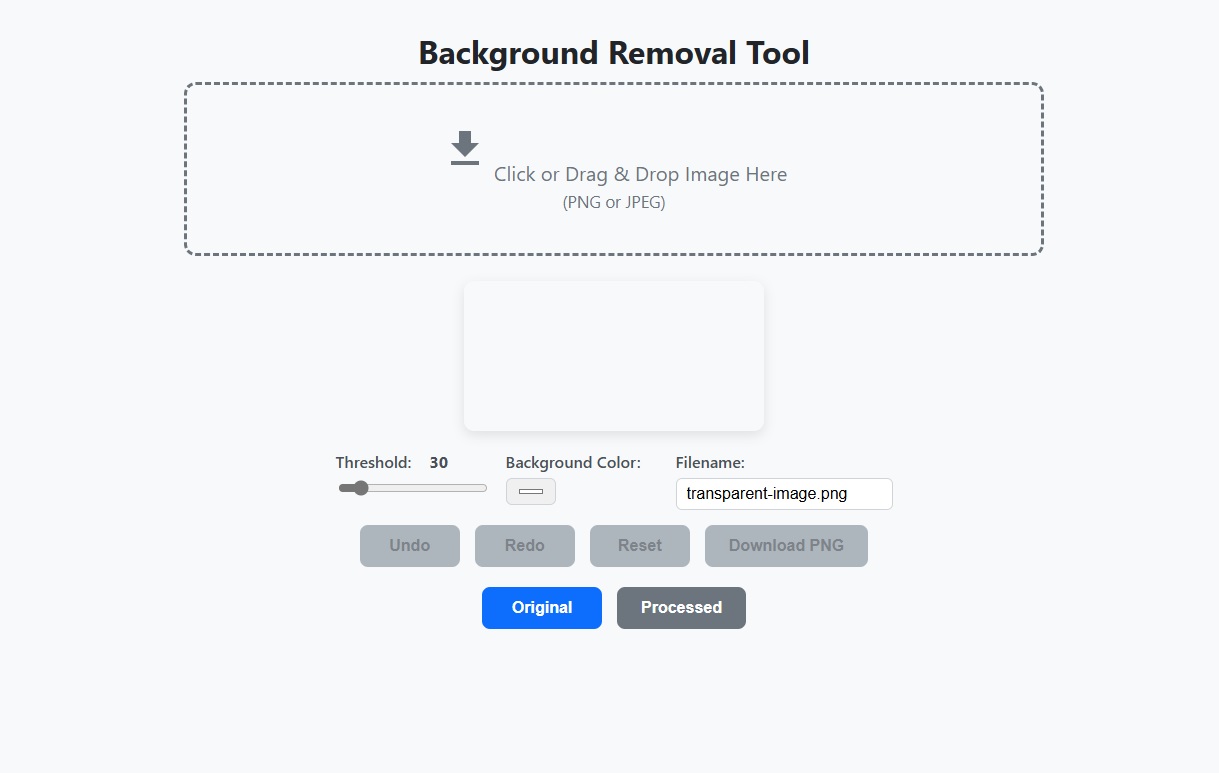 Background Removal Tool
Click or Drag & Drop Image Here
(PNG or JPEG)
Threshold: 30 Background Color: Filename:
transparent-image.png
Undo Redo Reset Download PNG
Original Processed